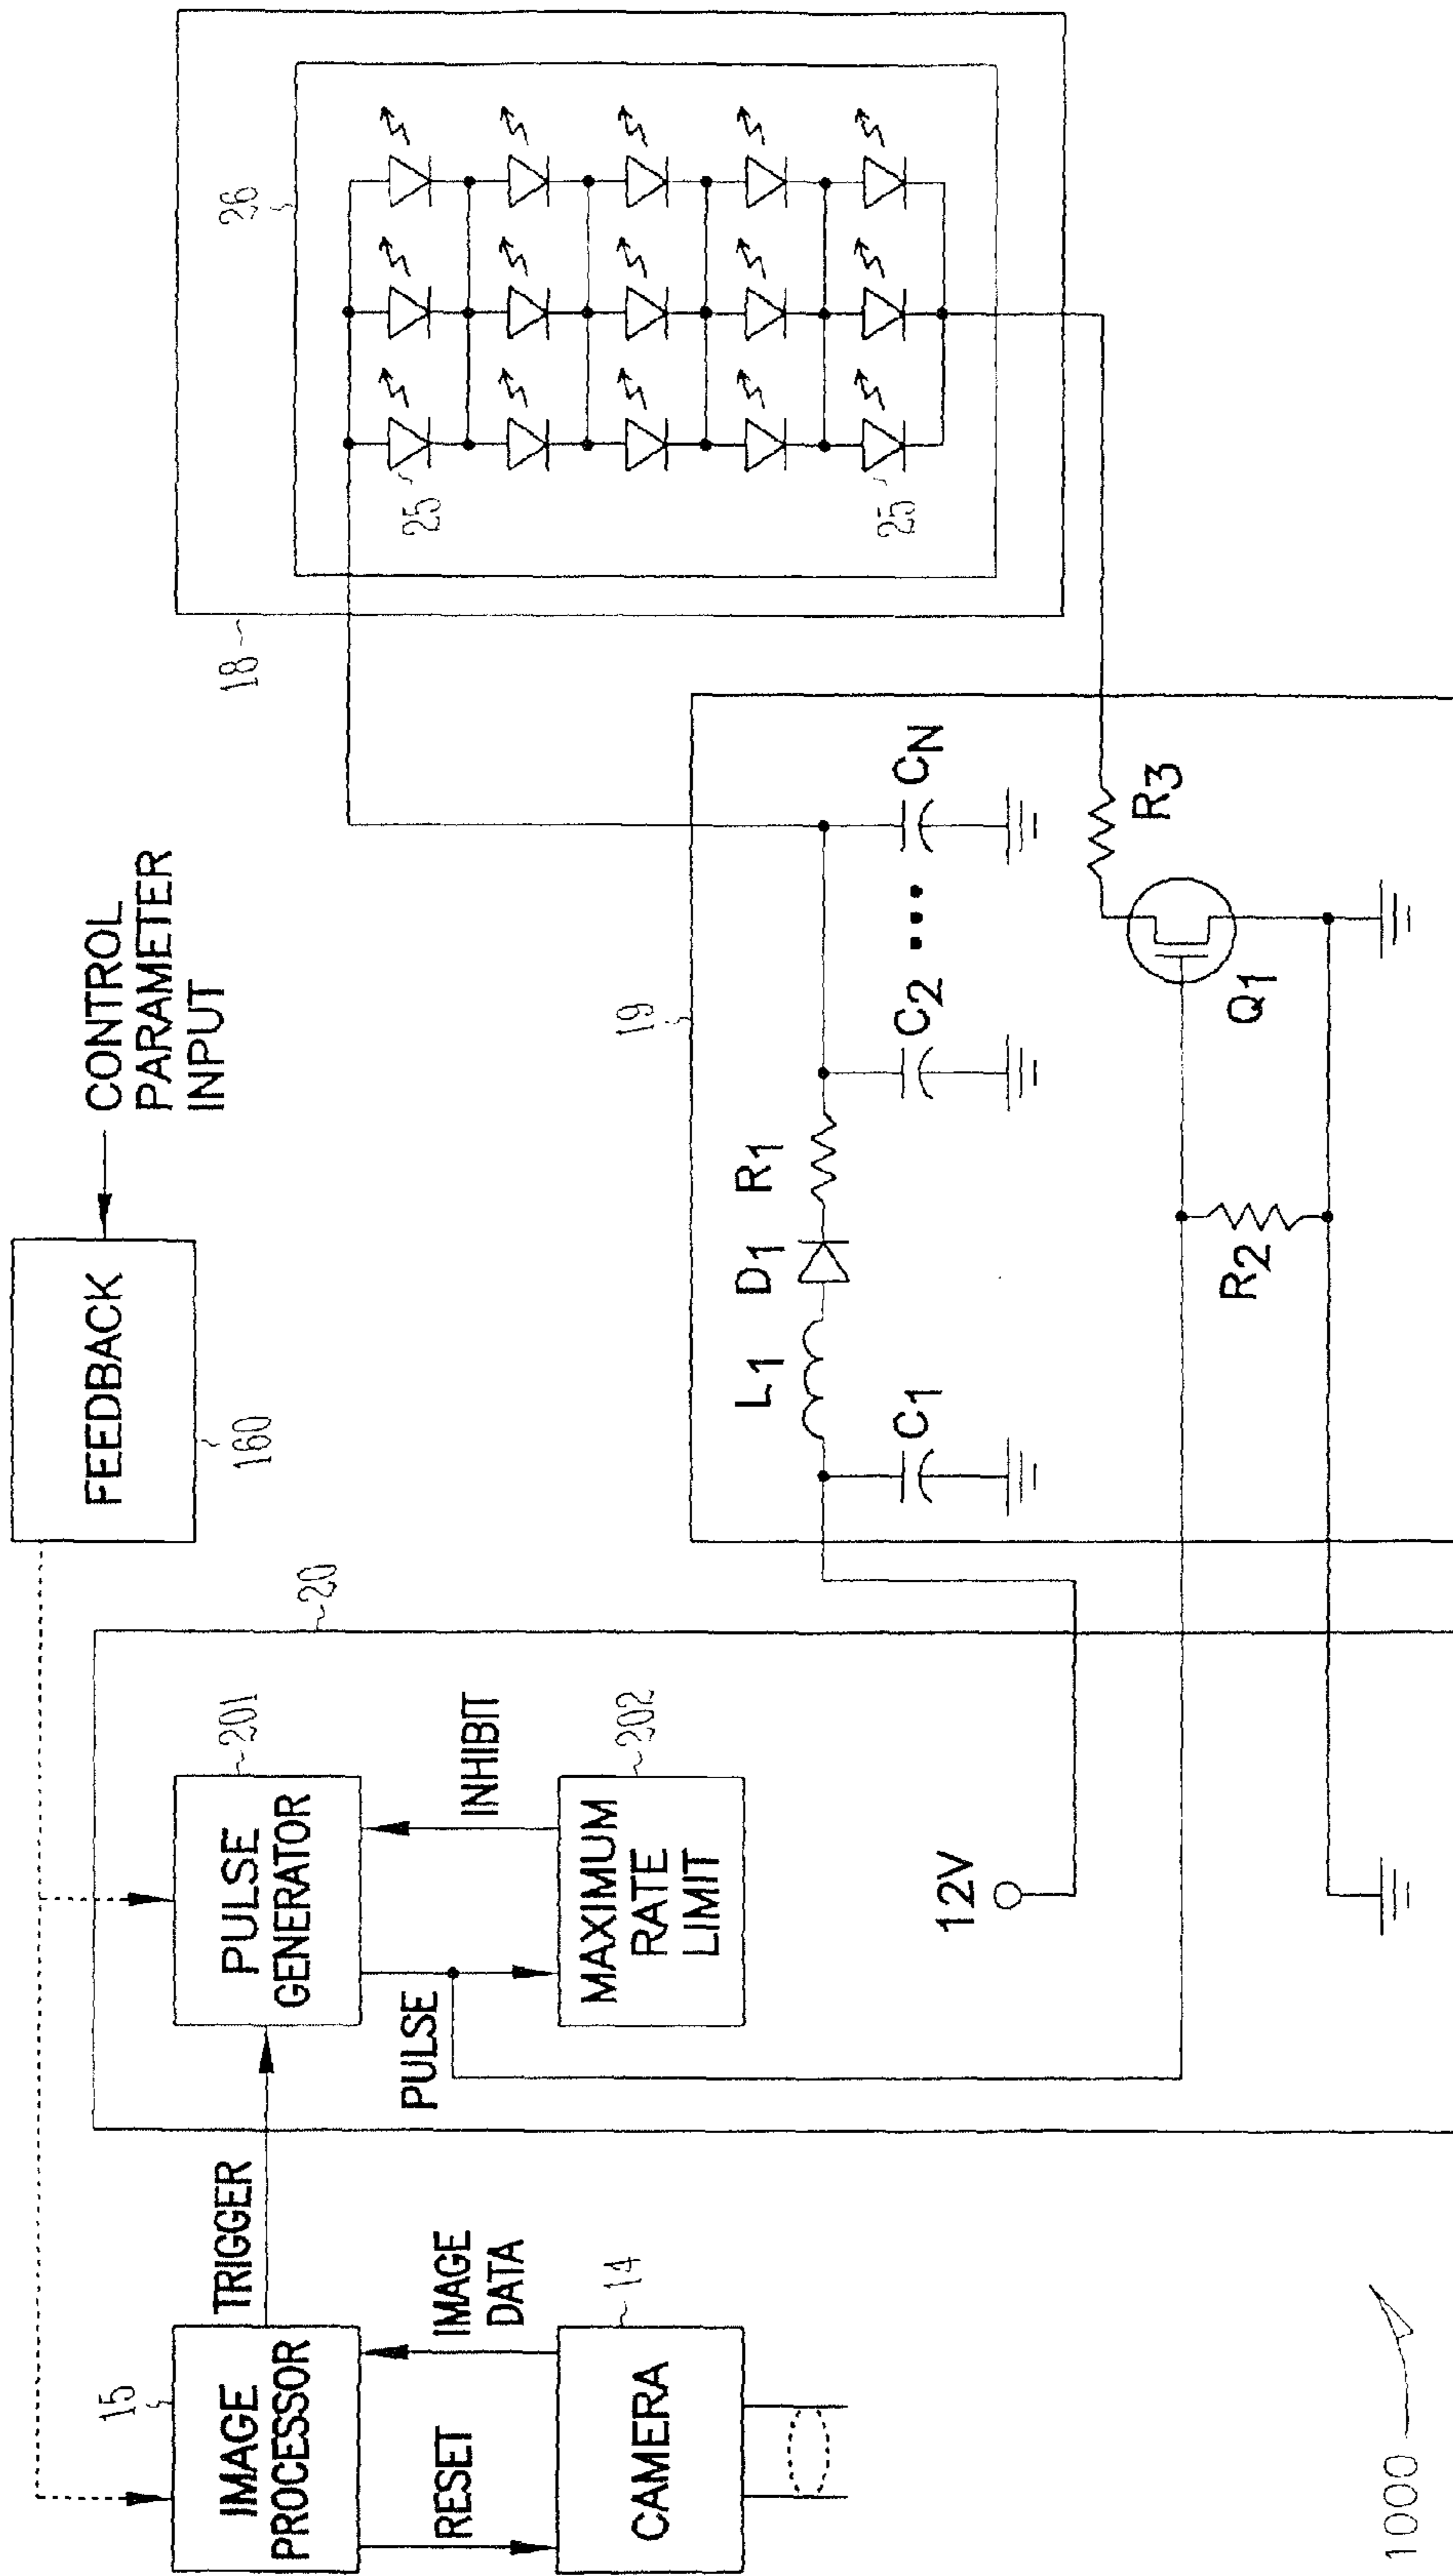 CONTROL
PARAMETER
INPUT
FEEDBACK
160
20
15
IMAGE
PROCESSOR
TRIGGER
PULSE
GENERATOR
201
RESET
IMAGE
DATA
PULSE
INHIBIT
CAMERA
14
MAXIMUM
RATE
LIMIT
202
12V
19
L1
D1
R1
C1
C2
CN
R2
Q1
R3
18
26
25
25
1000